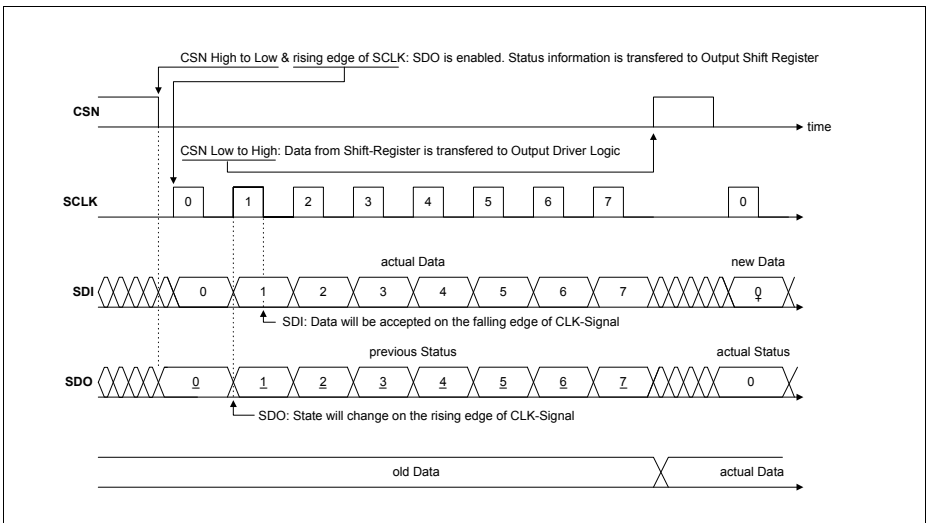 CSN High to Low & rising edge of SCLK: SDO is enabled. Status information is transfered to Output Shift Register
CSN
time
CSN Low to High: Data from Shift-Register is transfered to Output Driver Logic
SCLK
0 1 2 3 4 5 6 7 0
actual Data new Data
SDI
0 1 2 3 4 5 6 7 0
+
SDI: Data will be accepted on the falling edge of CLK-Signal
previous Status actual Status
SDO
0 1 2 3 4 5 6 7 0
SDO: State will change on the rising edge of CLK-Signal
old Data actual Data